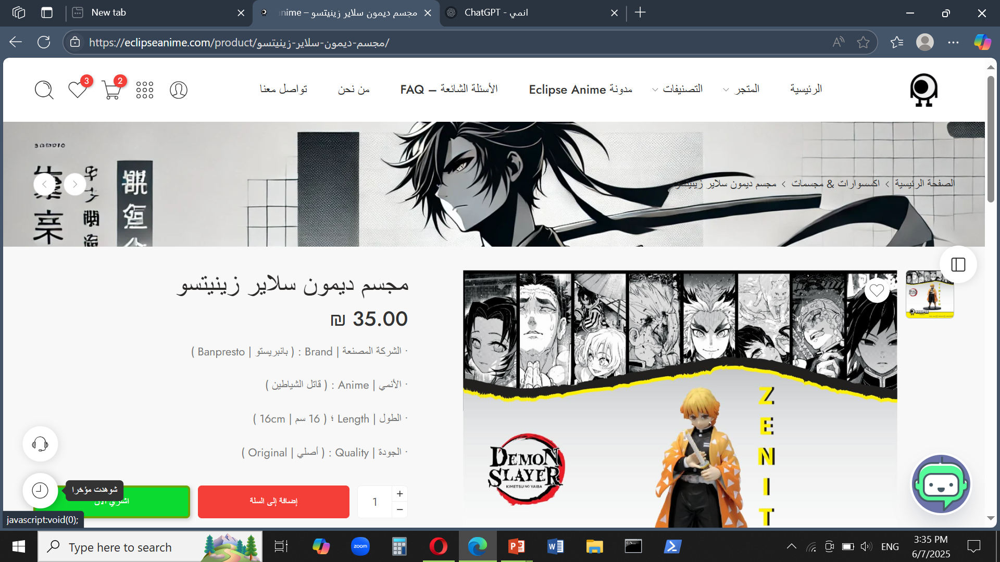 New tab
مجسم ديمون سلاير زينيتسو – anime
ChatGPT - انمي
https://eclipseanime.com/product/مجسم-ديمون-سلاير-زينيتسو/
3
2
الرئيسية
المتجر
التصنيفات
مدونة Eclipse Anime
الأسئلة الشائعة – FAQ
من نحن
تواصل معنا
الصفحة الرئيسية › اكسسوارات & مجسمات › مجسم ديمون سلاير زينيتسو
مجسم ديمون سلاير زينيتسو
35.00 ₪
· الشركة المصنعة | Brand : ( بانبريستو | Banpresto )
· الأنمي | Anime : ( قاتل الشياطين )
· الطول | Length ؛ ( 16 سم | 16cm )
· الجودة | Quality : ( أصلي | Original )
ZENIT
DEMON
SLAYER
KIMETSU NO YAIBA
1
+
−
إضافة إلى السلة
اشتري الآن
شوهدت مؤخرا
javascript:void(0);
Type here to search
zoom
ENG
3:35 PM
6/7/2025